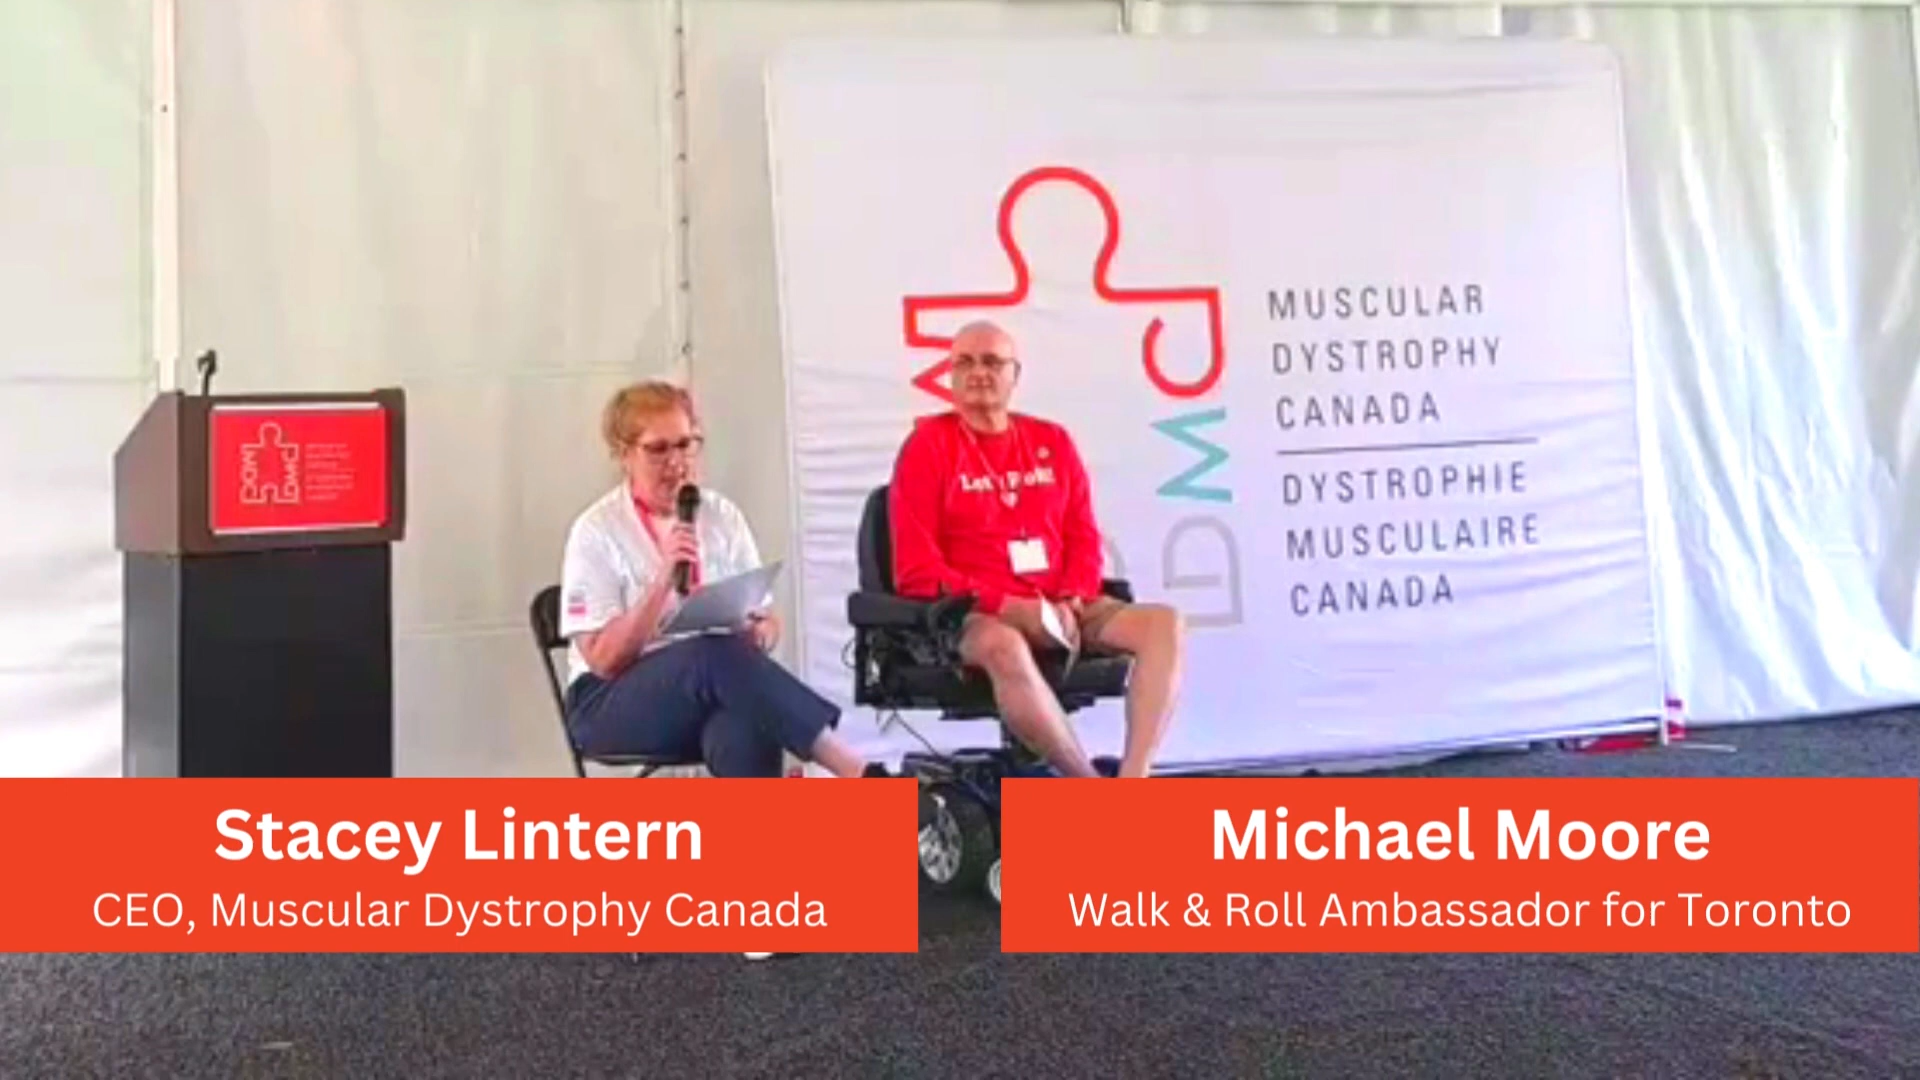 MUSCULAR
DYSTROPHY
CANADA
DYSTROPHIE
MUSCULAIRE
CANADA
Stacey Lintern
CEO, Muscular Dystrophy Canada
Michael Moore
Walk & Roll Ambassador for Toronto